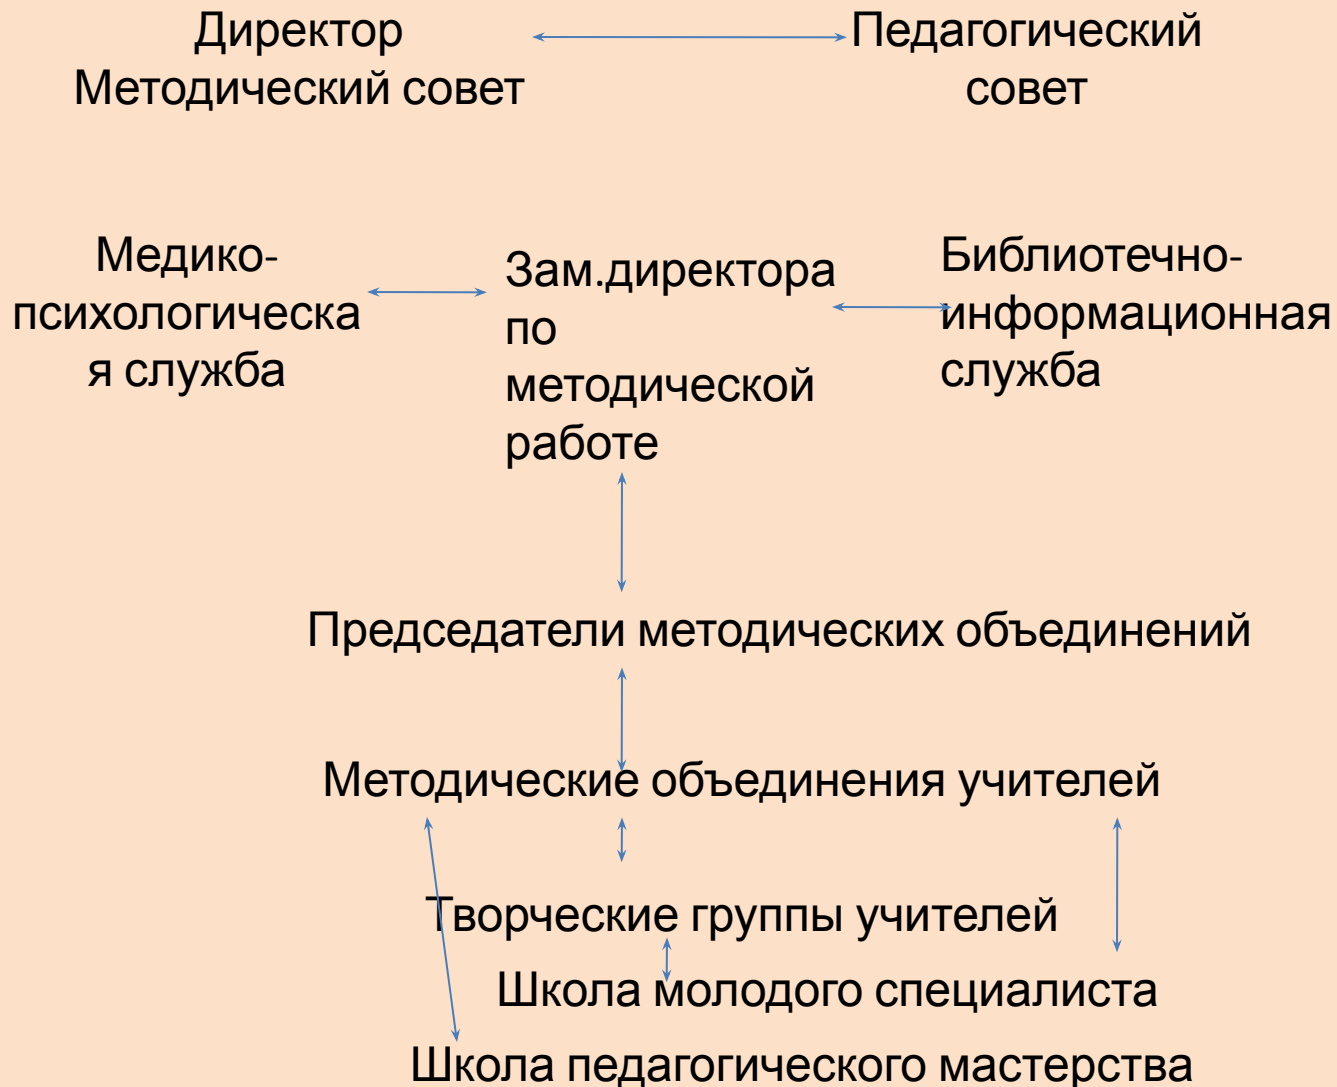 Директор
Методический совет
Педагогический
совет
Медико-
психологическа
я служба
Зам.директора
по
методической
работе
Библиотечно-
информационная
служба
Председатели методических объединений
Методические объединения учителей
Творческие группы учителей
Школа молодого специалиста
Школа педагогического мастерства